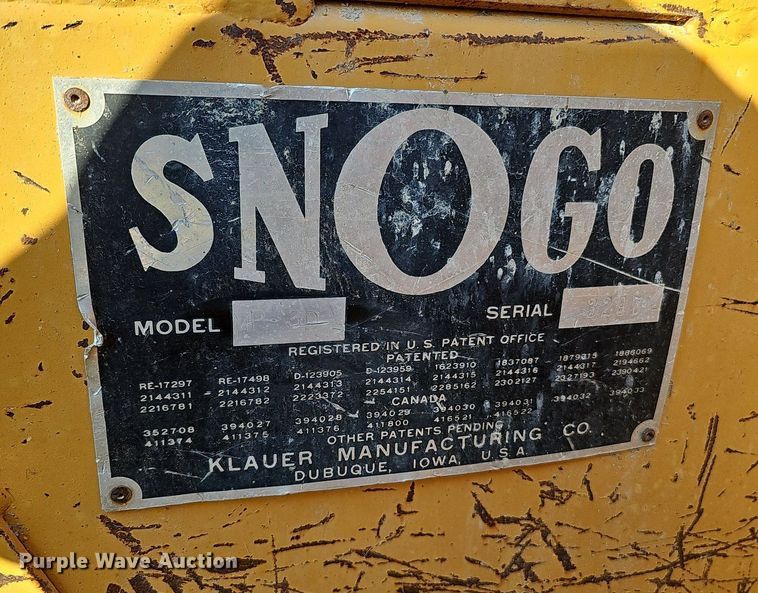 SNOGO
MODEL SERIAL
REGISTERED IN U.S. PATENT OFFICE
PATENTED
RE-17297 RE-17498 D-123905 D-123959 1623910 1837087 1879815 1886069
2144311 2144312 2144313 2144314 2144315 2144316 2144317 2194662
2216781 2216782 2223372 2254151 2285162 2302127 2327193 2390421
CANADA
352708 394027 394028 394029 394030 394031 394032 394033
411374 411375 411376 411800 416521 416522
OTHER PATENTS PENDING
KLAUER MANUFACTURING CO.
DUBUQUE, IOWA, U.S.A.
Purple Wave Auction